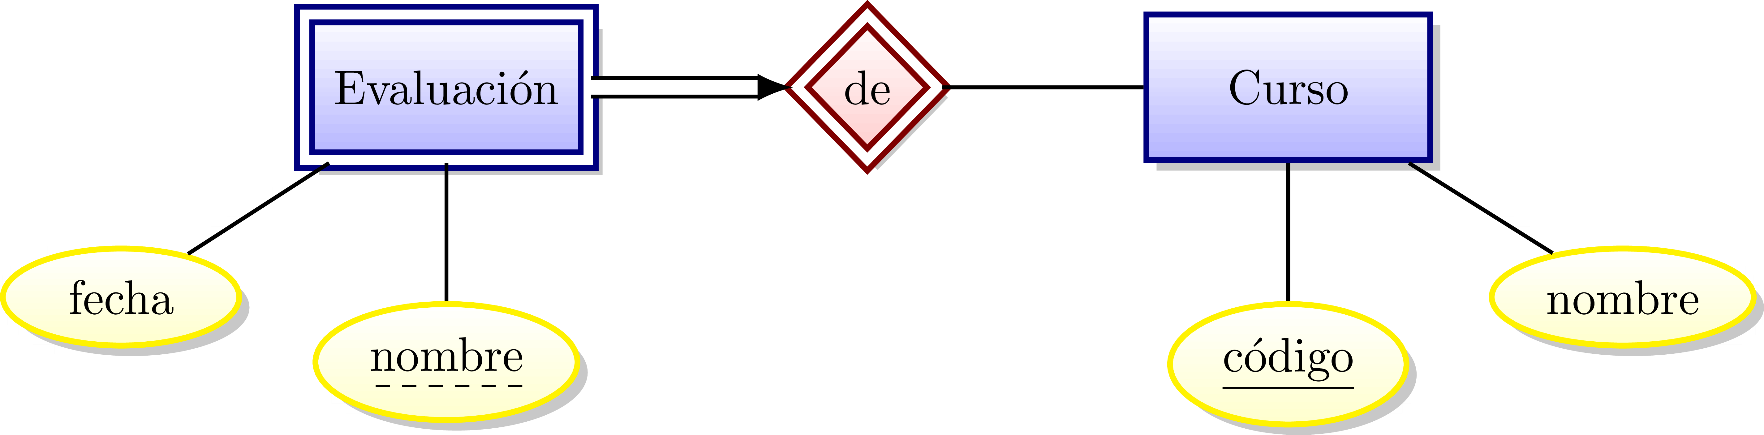 Evaluación
de
Curso
fecha
nombre
código
nombre